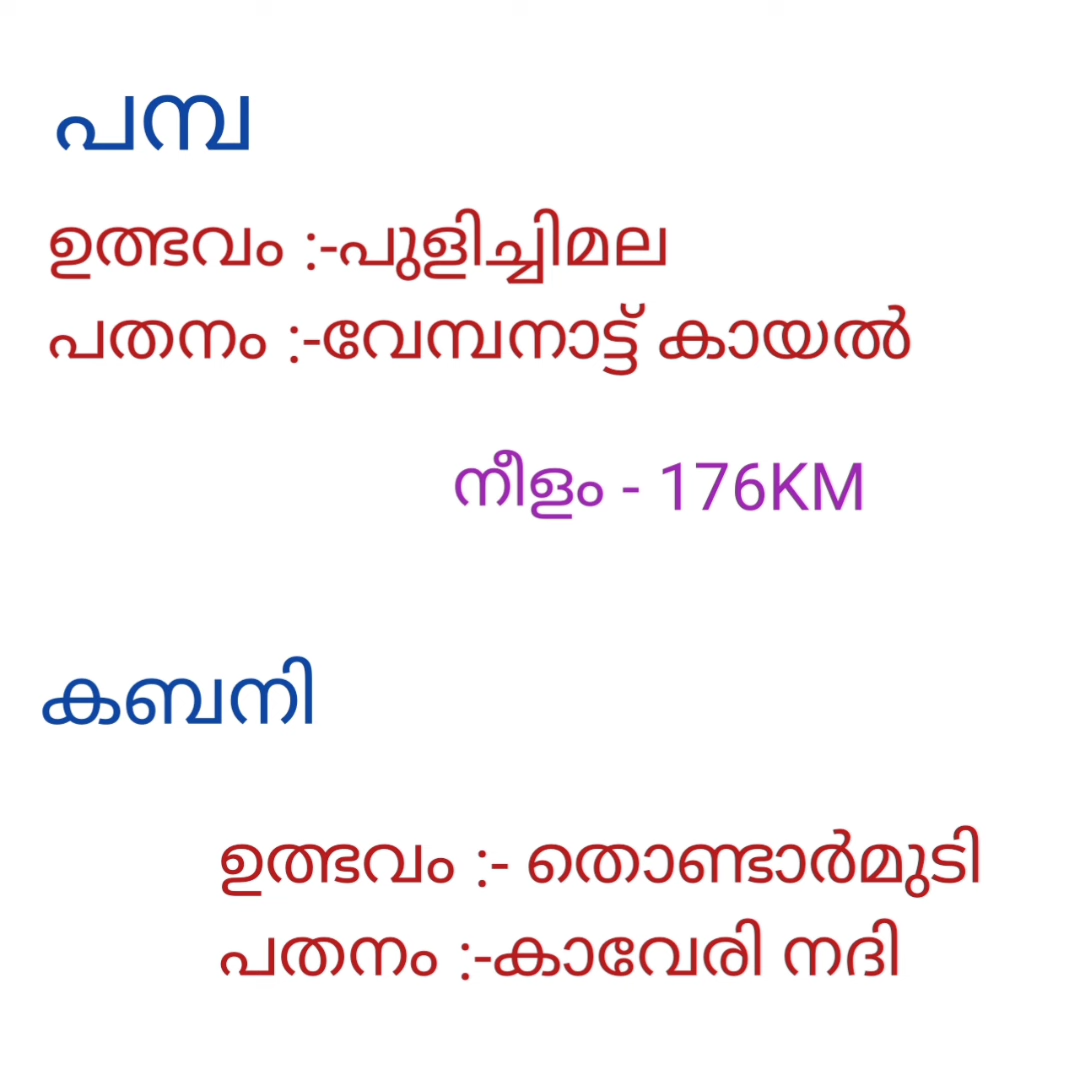 പമ്പ
ഉത്ഭവം :-പുളിച്ചിമല
പതനം :-വേമ്പനാട്ട് കായൽ
നീളം - 176KM
കബനി
ഉത്ഭവം :- തൊണ്ടാർമുടി
പതനം :-കാവേരി നദി